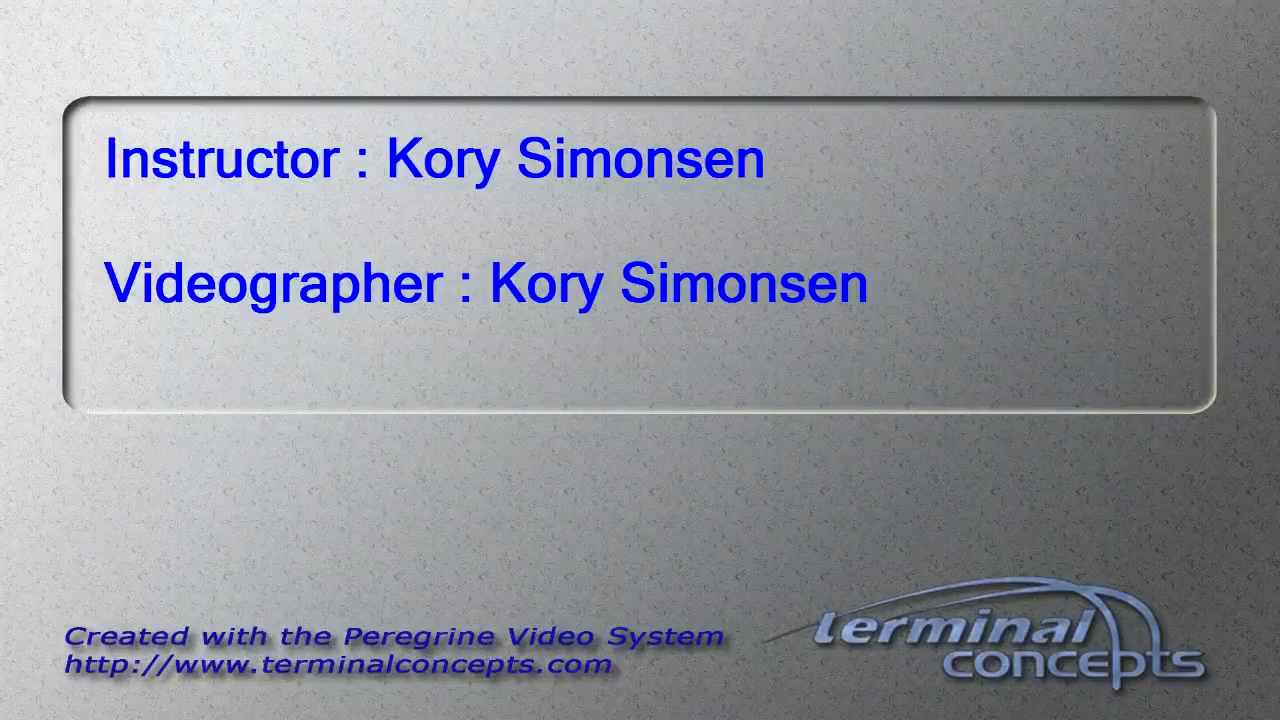 Instructor : Kory Simonsen
Videographer : Kory Simonsen
Created with the Peregrine Video System
http://www.terminalconcepts.com
terminal
concepts